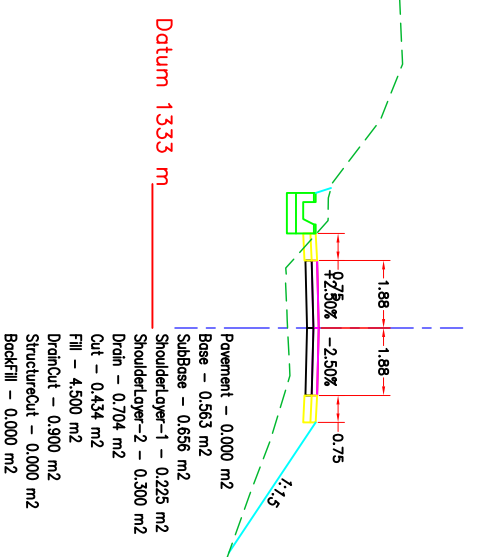 Datum 1333 m
0.75
1.88
1.88
0.75
+2.50%
-2.50%
1:1.5
Pavement - 0.000 m2
Base - 0.563 m2
SubBase - 0.656 m2
ShoulderLayer-1 - 0.225 m2
ShoulderLayer-2 - 0.300 m2
Drain - 0.704 m2
Cut - 0.434 m2
Fill - 4.500 m2
DrainCut - 0.900 m2
StructureCut - 0.000 m2
BackFill - 0.000 m2